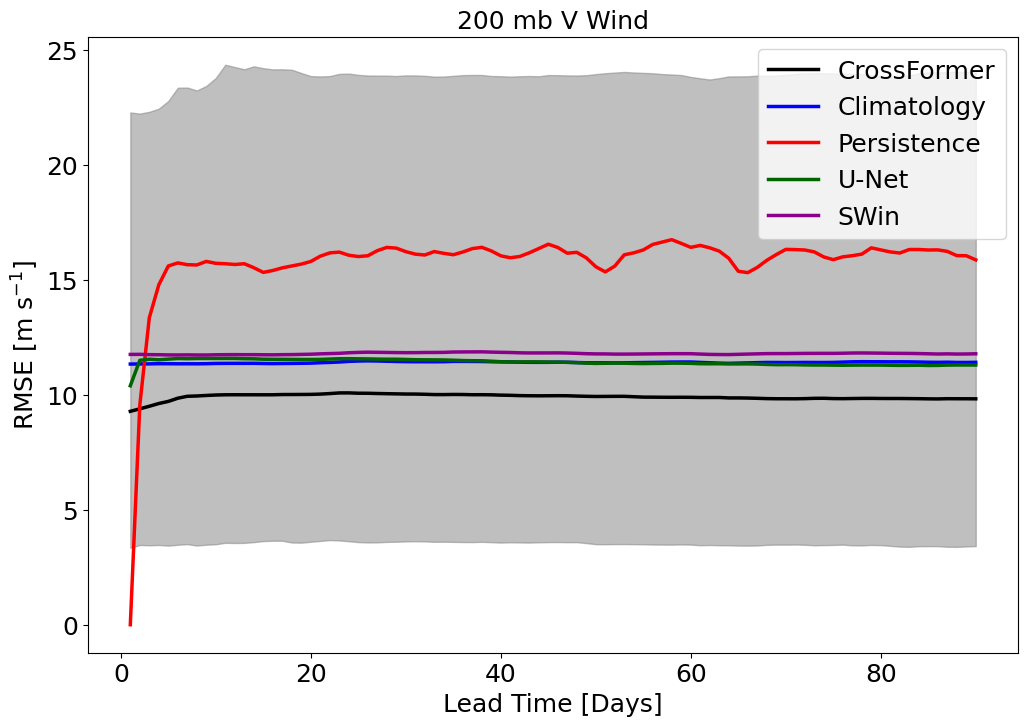 200 mb V Wind
25
20
15
10
5
0
RMSE [m s⁻¹]
CrossFormer
Climatology
Persistence
U-Net
SWin
0 20 40 60 80
Lead Time [Days]